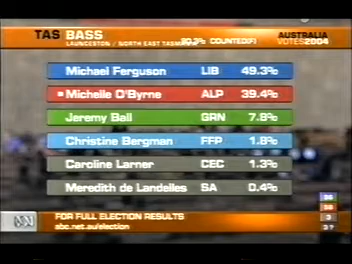 TAS BASS
LAUNCESTON / NORTH EAST TASMANIA
COUNTED(F)
AUSTRALIA
VOTES2004
Michael Ferguson LIB 49.3%
Michelle O'Byrne ALP 39.4%
Jeremy Ball GRN 7.8%
Christine Bergman FFP 1.8%
Caroline Larner CEC 1.3%
Meredith de Landelles SA 0.4%
FOR FULL ELECTION RESULTS
abc.net.au/election